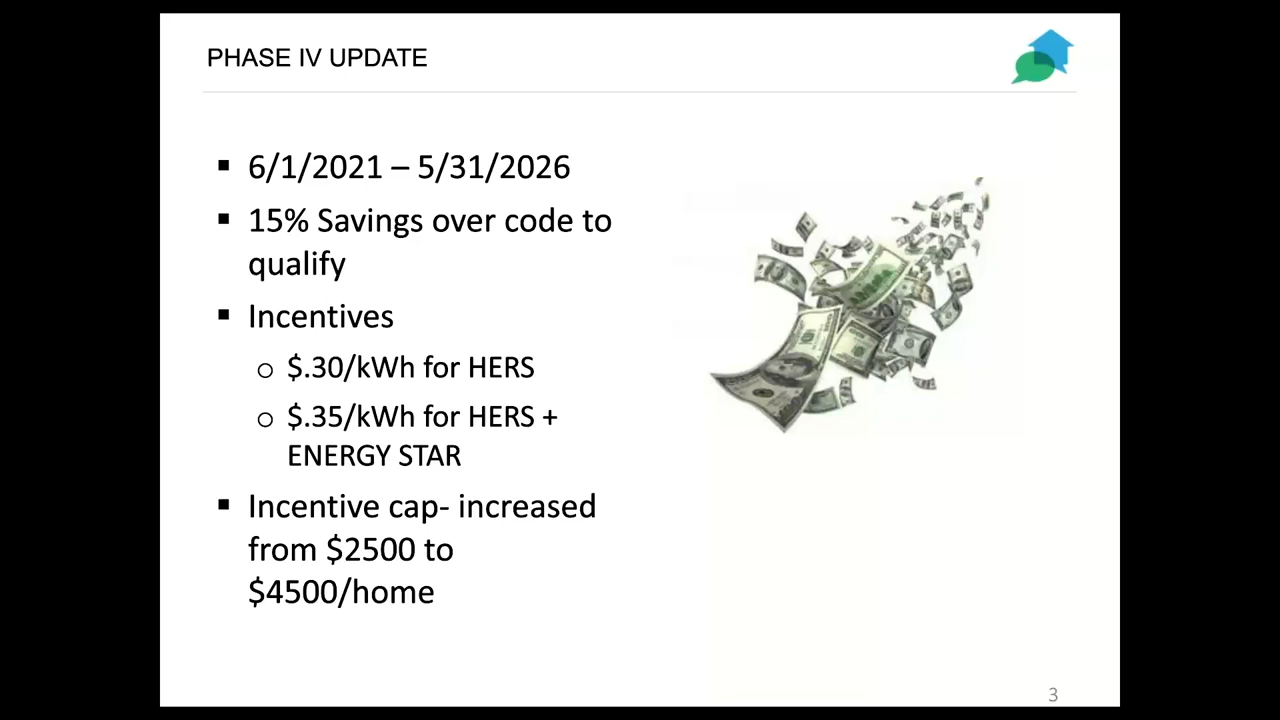 PHASE IV UPDATE
▪ 6/1/2021 – 5/31/2026
▪ 15% Savings over code to
qualify
▪ Incentives
o $.30/kWh for HERS
o $.35/kWh for HERS +
ENERGY STAR
▪ Incentive cap- increased
from $2500 to
$4500/home
3